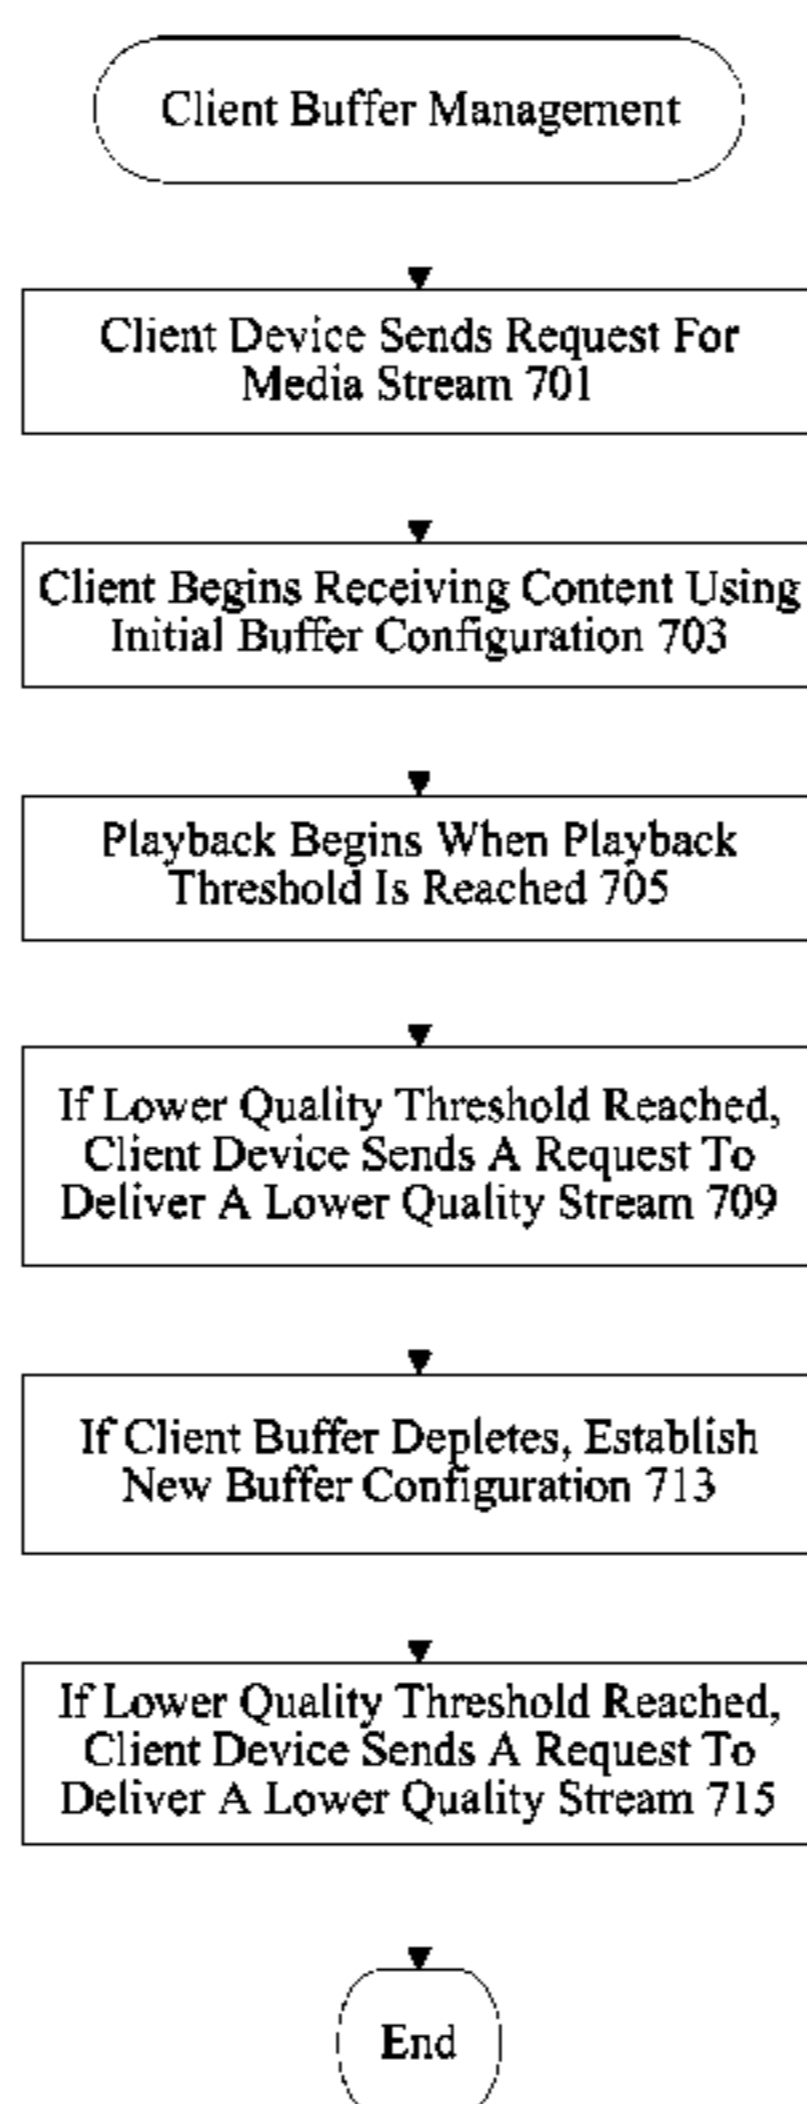 Client Buffer Management
Client Device Sends Request For
Media Stream 701
Client Begins Receiving Content Using
Initial Buffer Configuration 703
Playback Begins When Playback
Threshold Is Reached 705
If Lower Quality Threshold Reached,
Client Device Sends A Request To
Deliver A Lower Quality Stream 709
If Client Buffer Depletes, Establish
New Buffer Configuration 713
If Lower Quality Threshold Reached,
Client Device Sends A Request To
Deliver A Lower Quality Stream 715
End